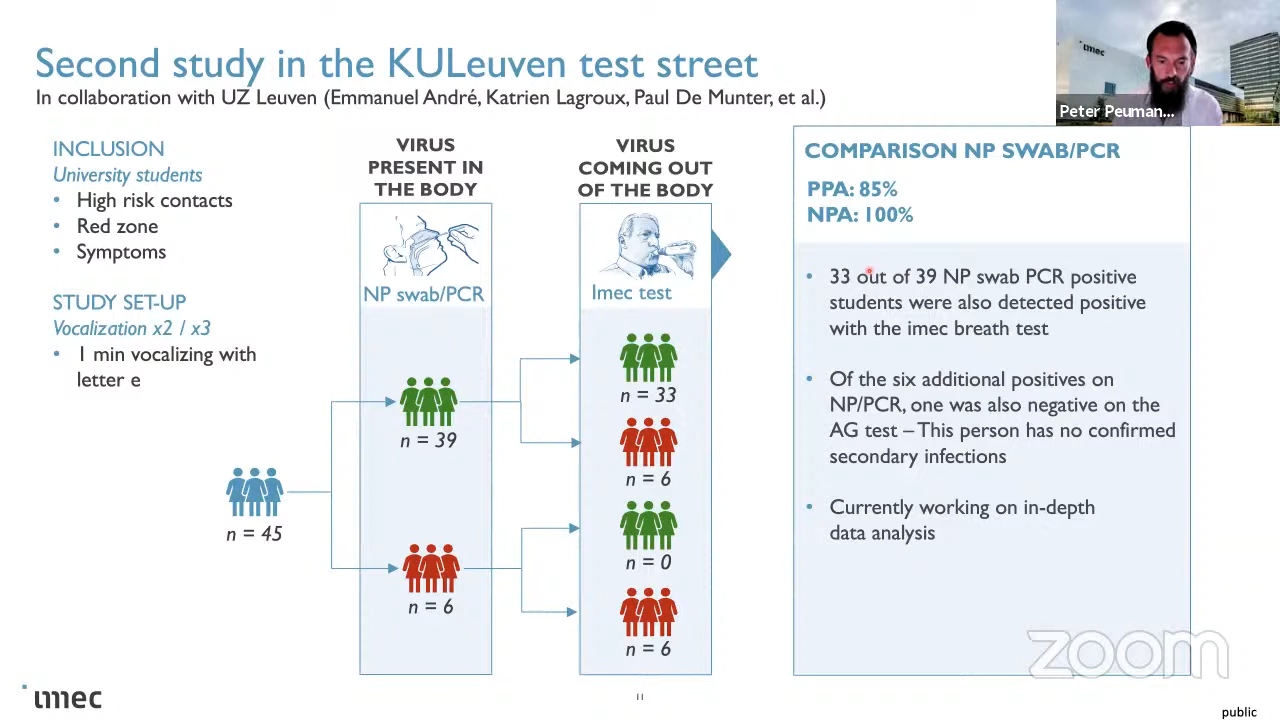 Second study in the KULeuven test street
In collaboration with UZ Leuven (Emmanuel André, Katrien Lagroux, Paul De Munter, et al.)
imec
Peter Peuman...
INCLUSION
University students
• High risk contacts
• Red zone
• Symptoms
STUDY SET-UP
Vocalization x2 / x3
• 1 min vocalizing with
letter e
n = 45
VIRUS
PRESENT IN
THE BODY
NP swab/PCR
n = 39
n = 6
VIRUS
COMING OUT
OF THE BODY
Imec test
n = 33
n = 6
n = 0
n = 6
COMPARISON NP SWAB/PCR
PPA: 85%
NPA: 100%
• 33 out of 39 NP swab PCR positive
students were also detected positive
with the imec breath test
• Of the six additional positives on
NP/PCR, one was also negative on the
AG test – This person has no confirmed
secondary infections
• Currently working on in-depth
data analysis
zoom
imec
11
public